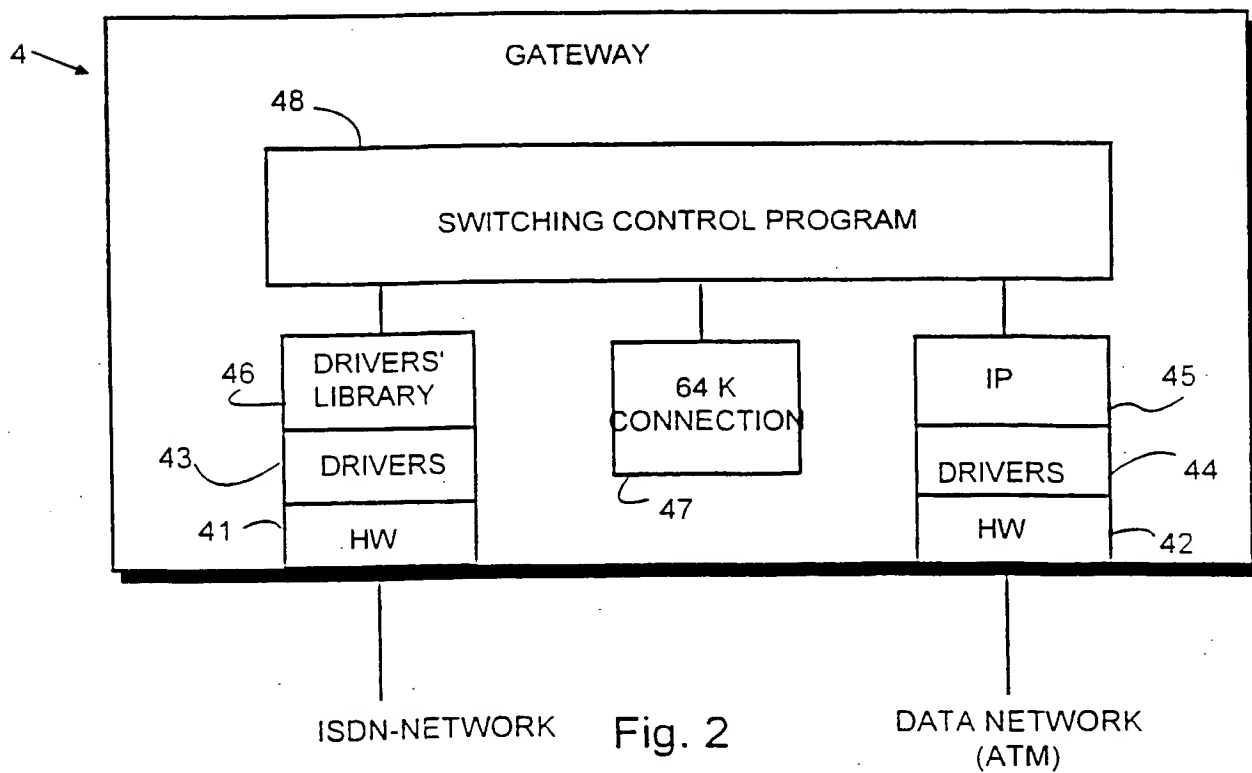 4
GATEWAY
48
SWITCHING CONTROL PROGRAM
46
DRIVERS'
LIBRARY
64 K
CONNECTION
IP
45
43
DRIVERS
47
DRIVERS
44
41
HW
HW
42
ISDN-NETWORK
Fig. 2
DATA NETWORK
(ATM)